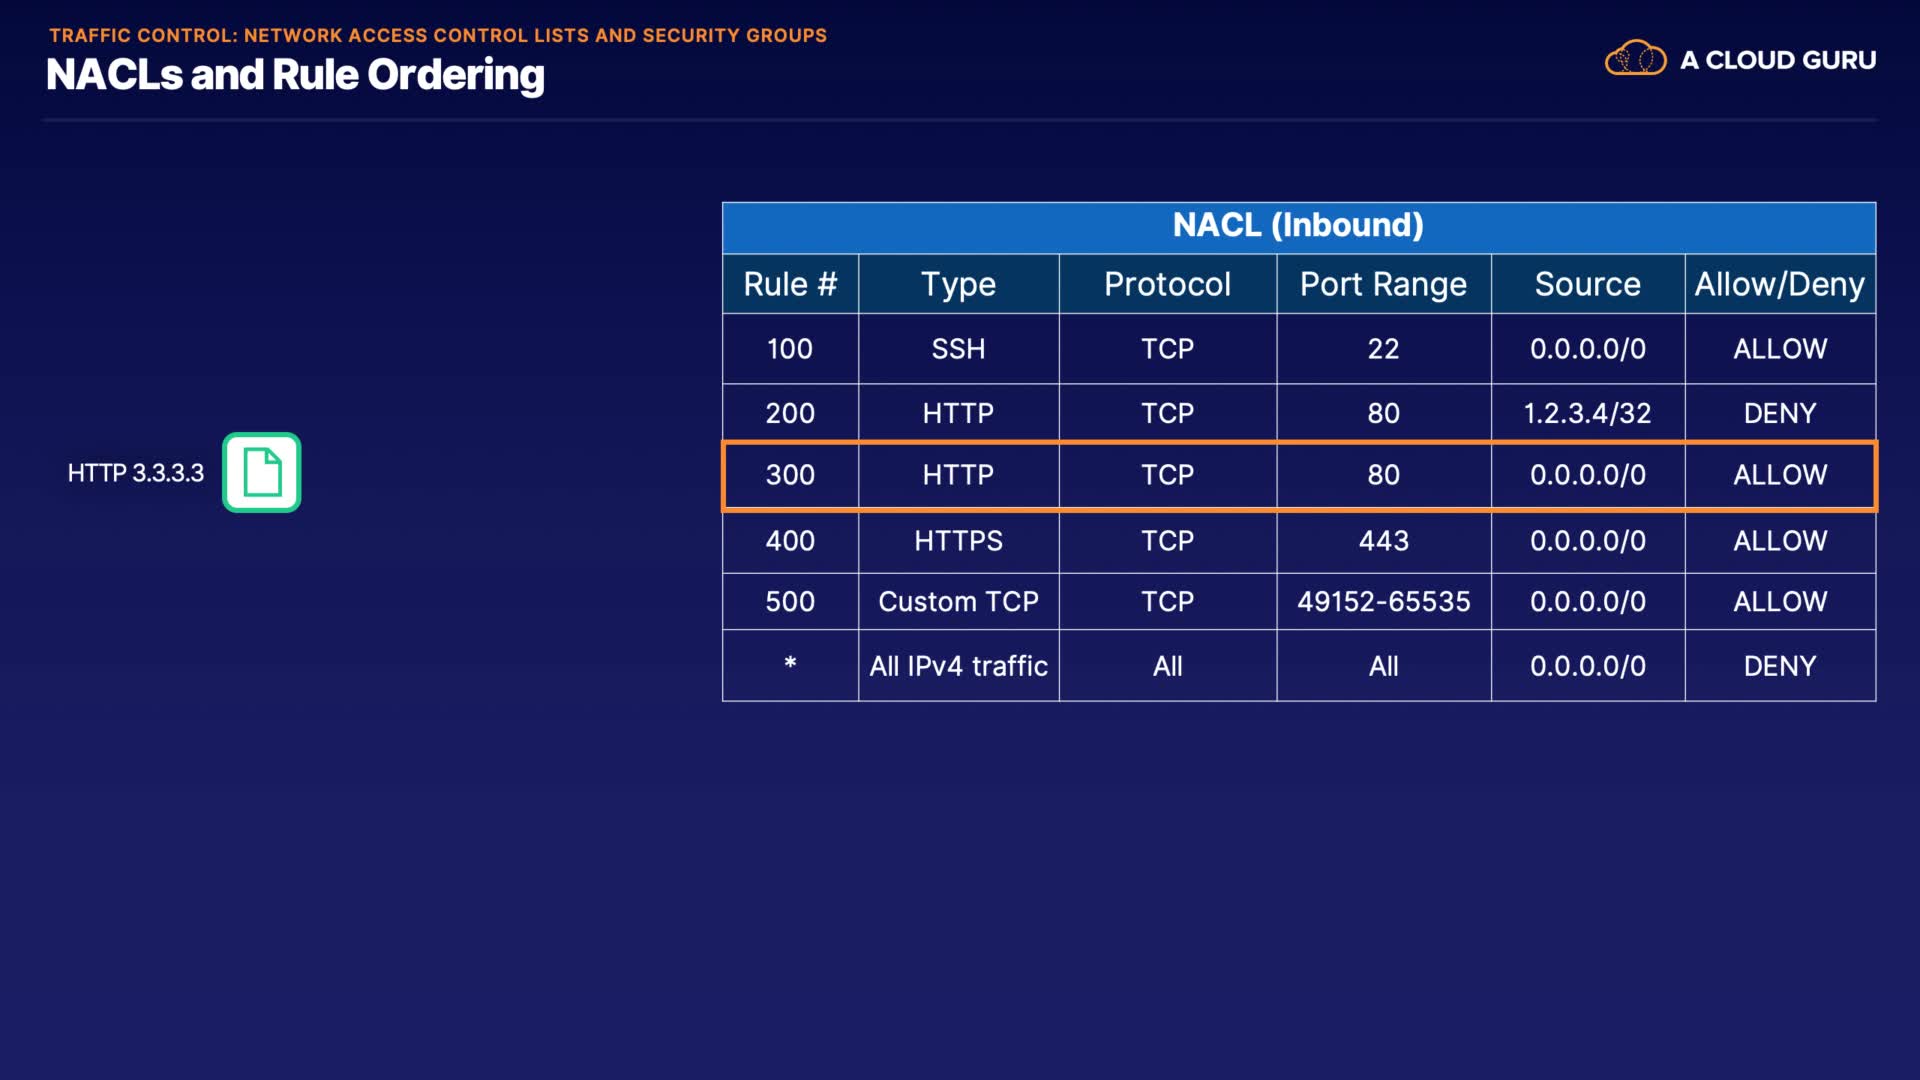 TRAFFIC CONTROL: NETWORK ACCESS CONTROL LISTS AND SECURITY GROUPS
NACLs and Rule Ordering
A CLOUD GURU
HTTP 3.3.3.3
NACL (Inbound)
Rule # Type Protocol Port Range Source Allow/Deny
100 SSH TCP 22 0.0.0.0/0 ALLOW
200 HTTP TCP 80 1.2.3.4/32 DENY
300 HTTP TCP 80 0.0.0.0/0 ALLOW
400 HTTPS TCP 443 0.0.0.0/0 ALLOW
500 Custom TCP TCP 49152-65535 0.0.0.0/0 ALLOW
* All IPv4 traffic All All 0.0.0.0/0 DENY